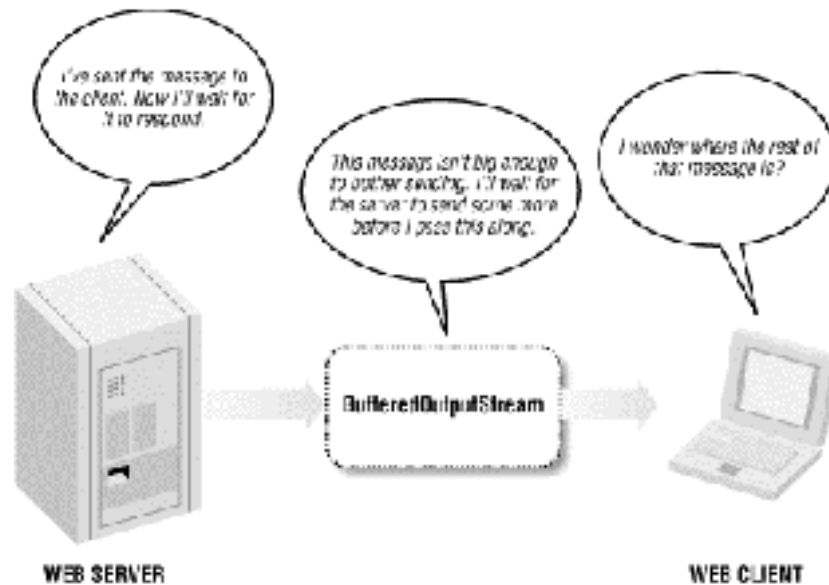 I've sent the message to
the client. Now I'll wait for
it to respond.
This message isn't big enough
to bother sending. I'll wait for
the server to send some more
before I pass this along.
I wonder where the rest of
that message is?
BufferedOutputStream
WEB SERVER
WEB CLIENT